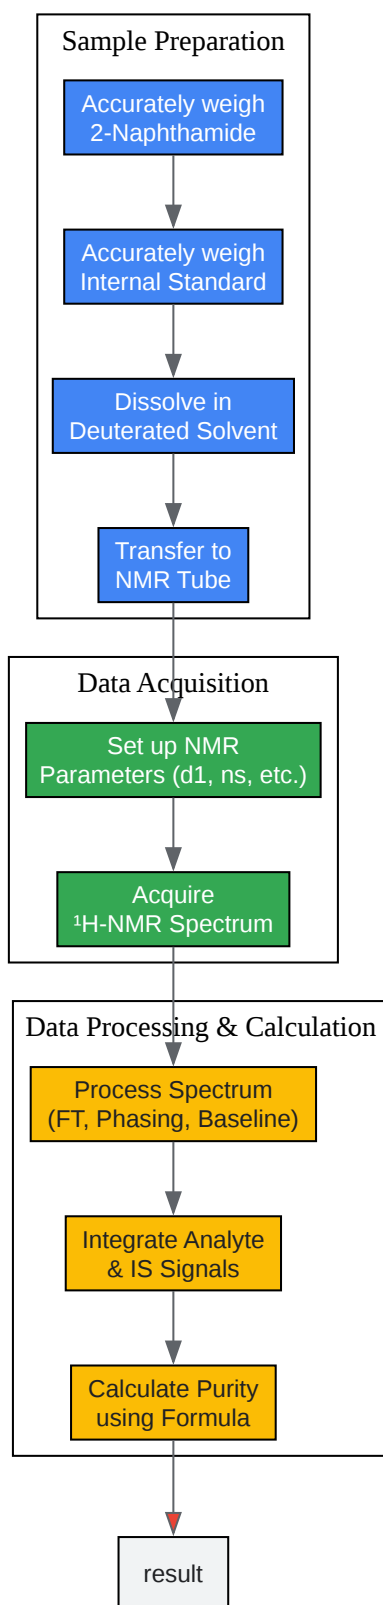 Sample Preparation
Accurately weigh
2-Naphthamide
Accurately weigh
Internal Standard
Dissolve in
Deuterated Solvent
Transfer to
NMR Tube
Data Acquisition
Set up NMR
Parameters (d1, ns, etc.)
Acquire
¹H-NMR Spectrum
Data Processing & Calculation
Process Spectrum
(FT, Phasing, Baseline)
Integrate Analyte
& IS Signals
Calculate Purity
using Formula
result